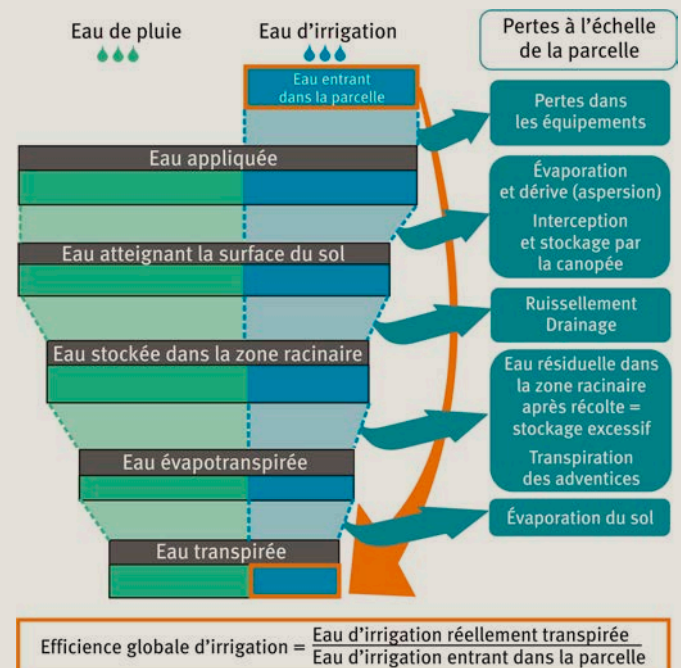 Eau de pluie
Eau d'irrigation
Pertes à l'échelle
de la parcelle
Eau entrant
dans la parcelle
Pertes dans
les équipements
Eau appliquée
Évaporation
et dérive (aspersion)
Interception
et stockage par
la canopée
Eau atteignant la surface du sol
Ruissellement
Drainage
Eau stockée dans la zone racinaire
Eau résiduelle dans
la zone racinaire
après récolte =
stockage excessif
Transpiration
des adventices
Eau évapotranspirée
Évaporation du sol
Eau transpirée
Efficience globale d'irrigation = Eau d'irrigation réellement transpirée
Eau d'irrigation entrant dans la parcelle